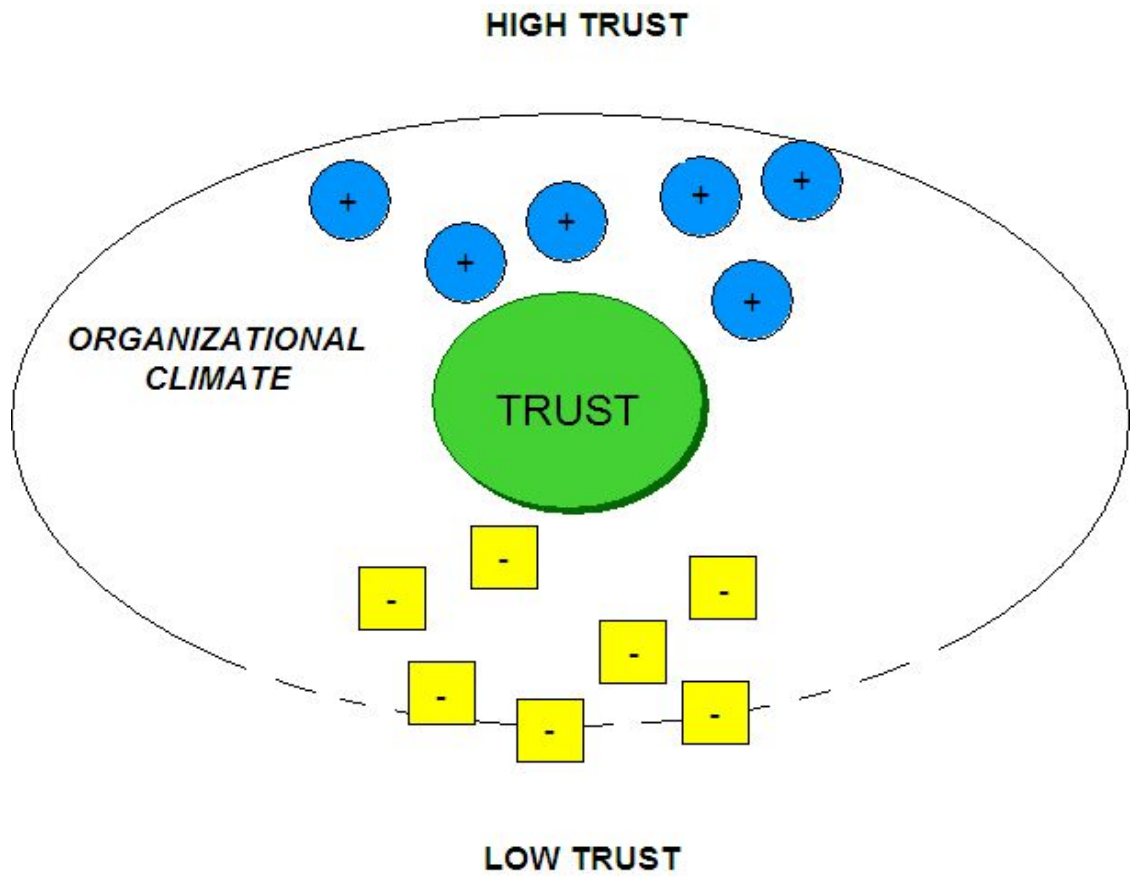 HIGH TRUST
+
+
+
+
+
+
ORGANIZATIONAL
CLIMATE
TRUST
-
-
-
-
-
-
-
LOW TRUST